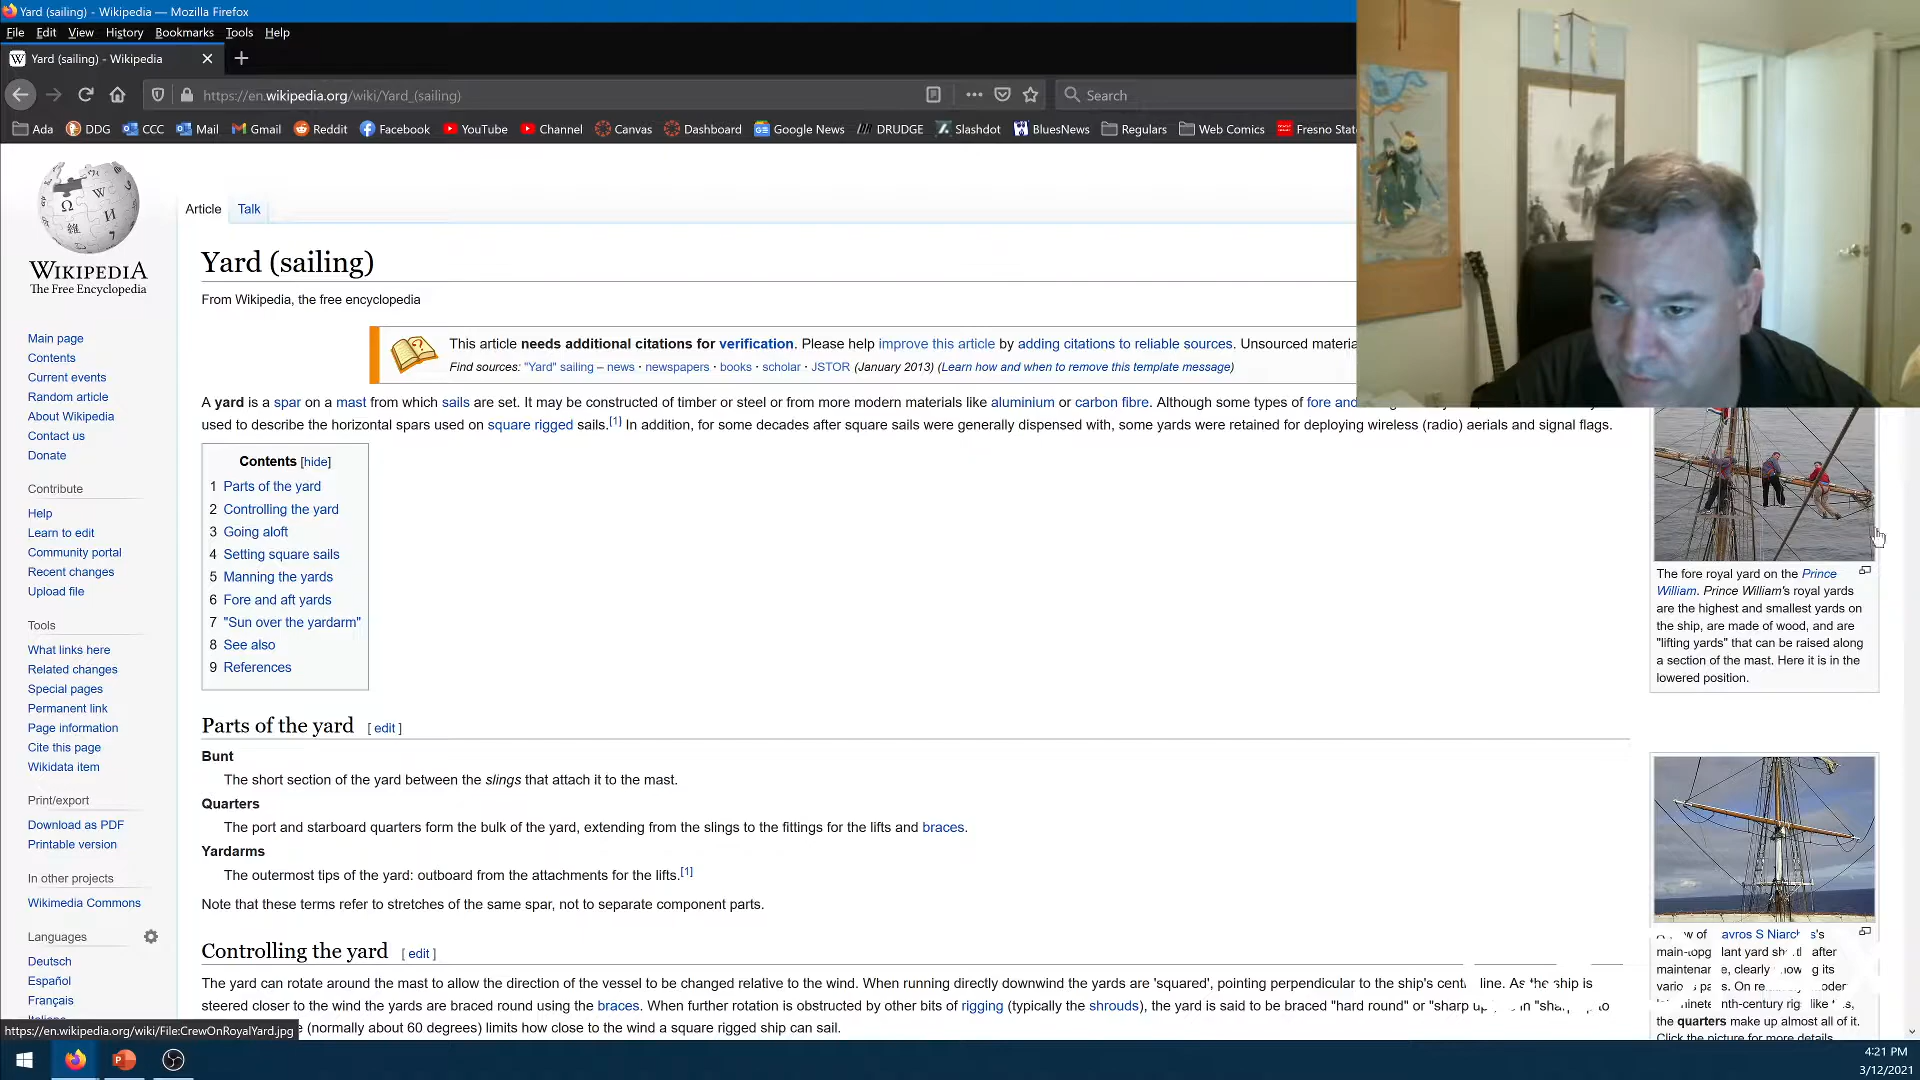 Yard (sailing) - Wikipedia — Mozilla Firefox
File Edit View History Bookmarks Tools Help
W Yard (sailing) - Wikipedia
https://en.wikipedia.org/wiki/Yard_(sailing)
Search
Ada DDG CCC Mail Gmail Reddit Facebook YouTube Channel Canvas Dashboard Google News DRUDGE Slashdot BluesNews Regulars Web Comics Fresno Stat
WIKIPEDIA
The Free Encyclopedia
Main page
Contents
Current events
Random article
About Wikipedia
Contact us
Donate
Contribute
Help
Learn to edit
Community portal
Recent changes
Upload file
Tools
What links here
Related changes
Special pages
Permanent link
Page information
Cite this page
Wikidata item
Print/export
Download as PDF
Printable version
In other projects
Wikimedia Commons
Languages
Deutsch
Español
Français
https://en.wikipedia.org/wiki/File:CrewOnRoyalYard.jpg
Article Talk
Yard (sailing)
From Wikipedia, the free encyclopedia
This article needs additional citations for verification. Please help improve this article by adding citations to reliable sources. Unsourced materia
Find sources: "Yard" sailing – news · newspapers · books · scholar · JSTOR (January 2013) (Learn how and when to remove this template message)
A yard is a spar on a mast from which sails are set. It may be constructed of timber or steel or from more modern materials like aluminium or carbon fibre. Although some types of fore and
used to describe the horizontal spars used on square rigged sails.[1] In addition, for some decades after square sails were generally dispensed with, some yards were retained for deploying wireless (radio) aerials and signal flags.
Contents [hide]
1 Parts of the yard
2 Controlling the yard
3 Going aloft
4 Setting square sails
5 Manning the yards
6 Fore and aft yards
7 "Sun over the yardarm"
8 See also
9 References
Parts of the yard [ edit ]
Bunt
The short section of the yard between the slings that attach it to the mast.
Quarters
The port and starboard quarters form the bulk of the yard, extending from the slings to the fittings for the lifts and braces.
Yardarms
The outermost tips of the yard: outboard from the attachments for the lifts.[1]
Note that these terms refer to stretches of the same spar, not to separate component parts.
Controlling the yard [ edit ]
The yard can rotate around the mast to allow the direction of the vessel to be changed relative to the wind. When running directly downwind the yards are 'squared', pointing perpendicular to the ship's line. As the ship is
steered closer to the wind the yards are braced round using the braces. When further rotation is obstructed by other bits of rigging (typically the shrouds), the yard is said to be braced "hard round" or "sharp
(normally about 60 degrees) limits how close to the wind a square rigged ship can sail.
The fore royal yard on the Prince
William. Prince William's royal yards
are the highest and smallest yards on
the ship, are made of wood, and are
"lifting yards" that can be raised along
a section of the mast. Here it is in the
lowered position.
of S
after
clearly its
the quarters make up almost all of it.
Click the picture for more details
4:21 PM
3/12/2021